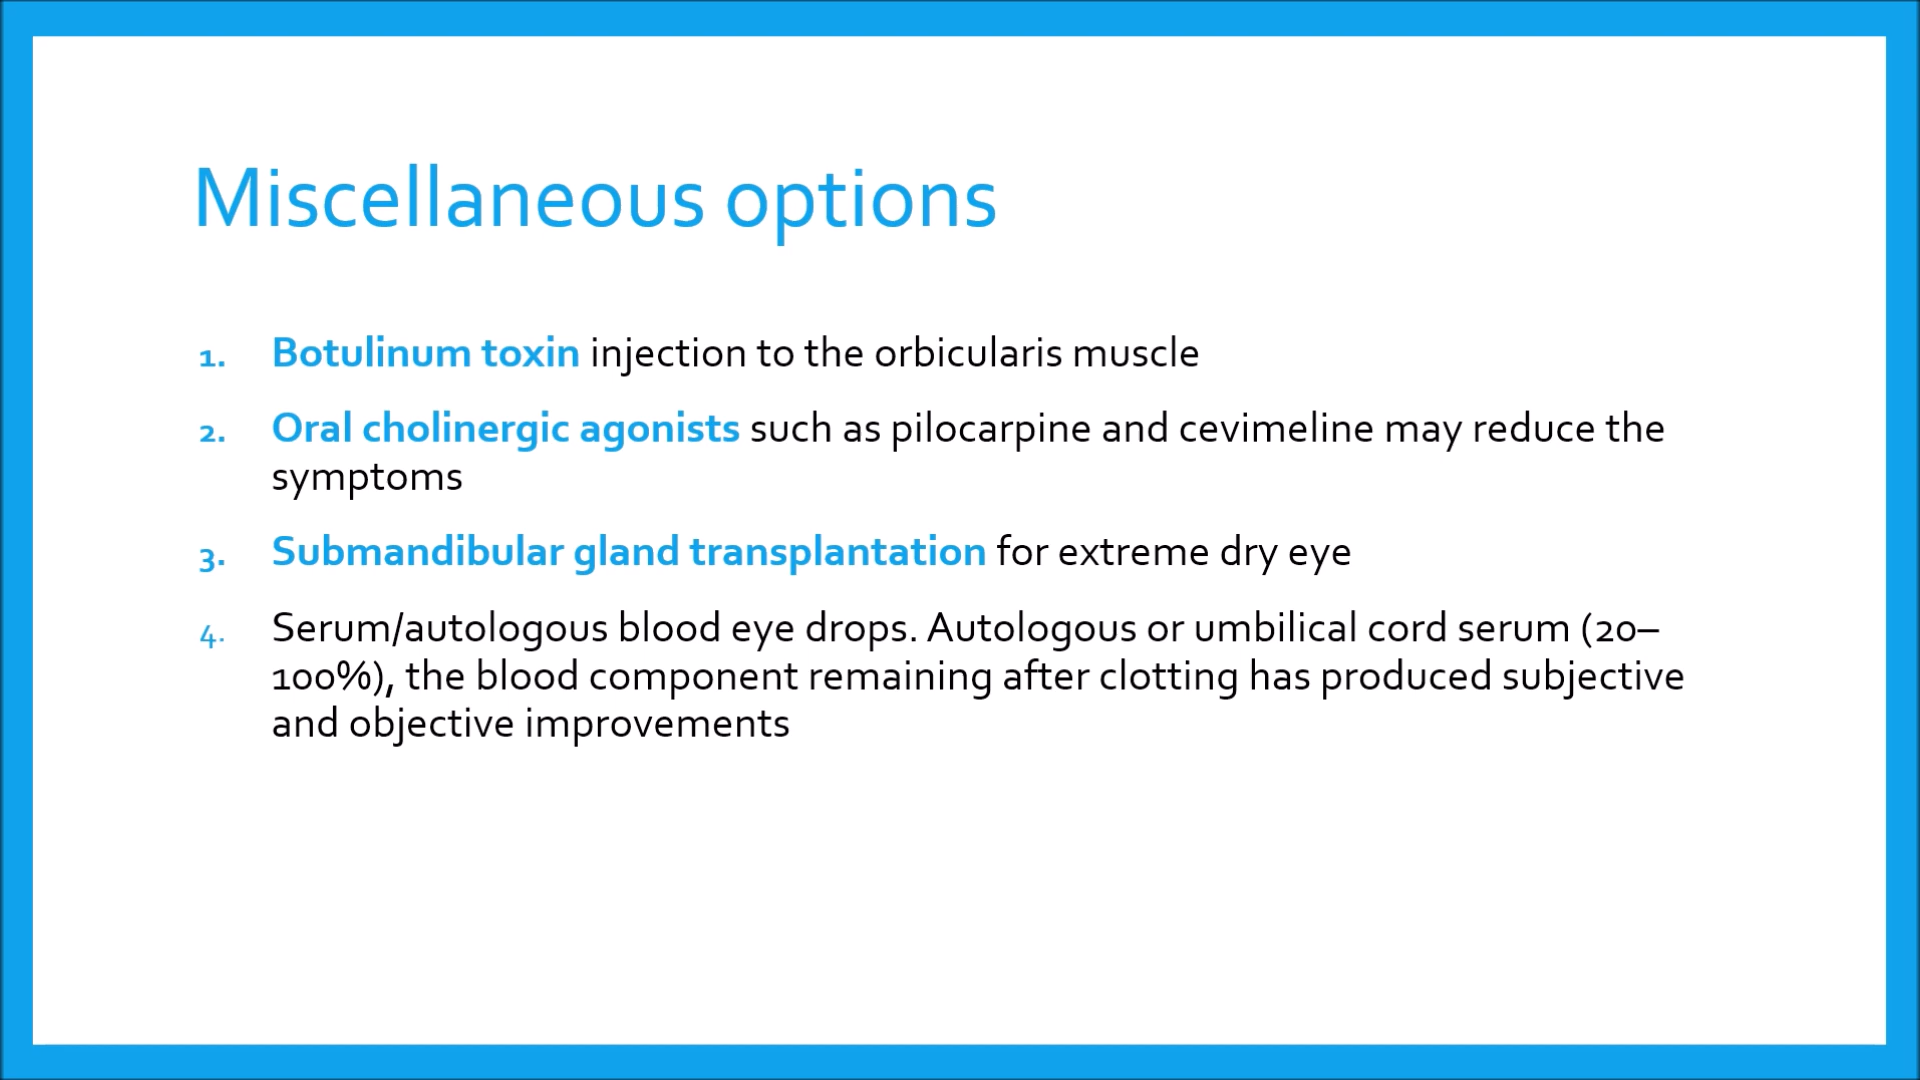 Miscellaneous options
1. Botulinum toxin injection to the orbicularis muscle
2. Oral cholinergic agonists such as pilocarpine and cevimeline may reduce the
symptoms
3. Submandibular gland transplantation for extreme dry eye
4. Serum/autologous blood eye drops. Autologous or umbilical cord serum (20–
100%), the blood component remaining after clotting has produced subjective
and objective improvements